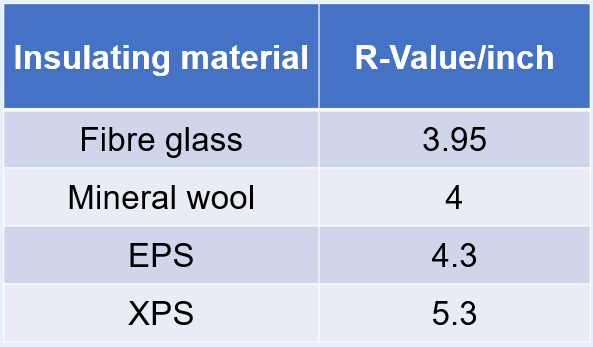 Insulating material R-Value/inch
Fibre glass 3.95
Mineral wool 4
EPS 4.3
XPS 5.3